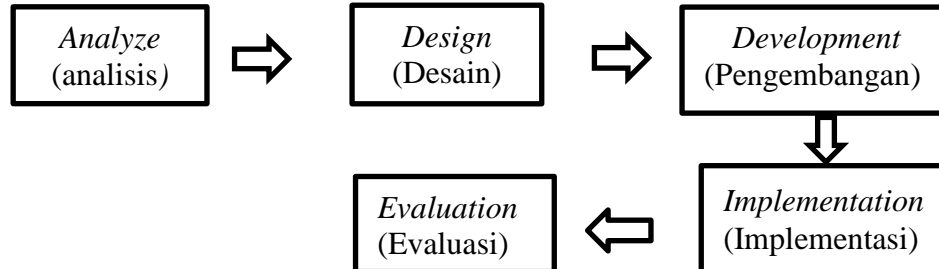 Analyze
(analisis)
Design
(Desain)
Development
(Pengembangan)
Implementation
(Implementasi)
Evaluation
(Evaluasi)